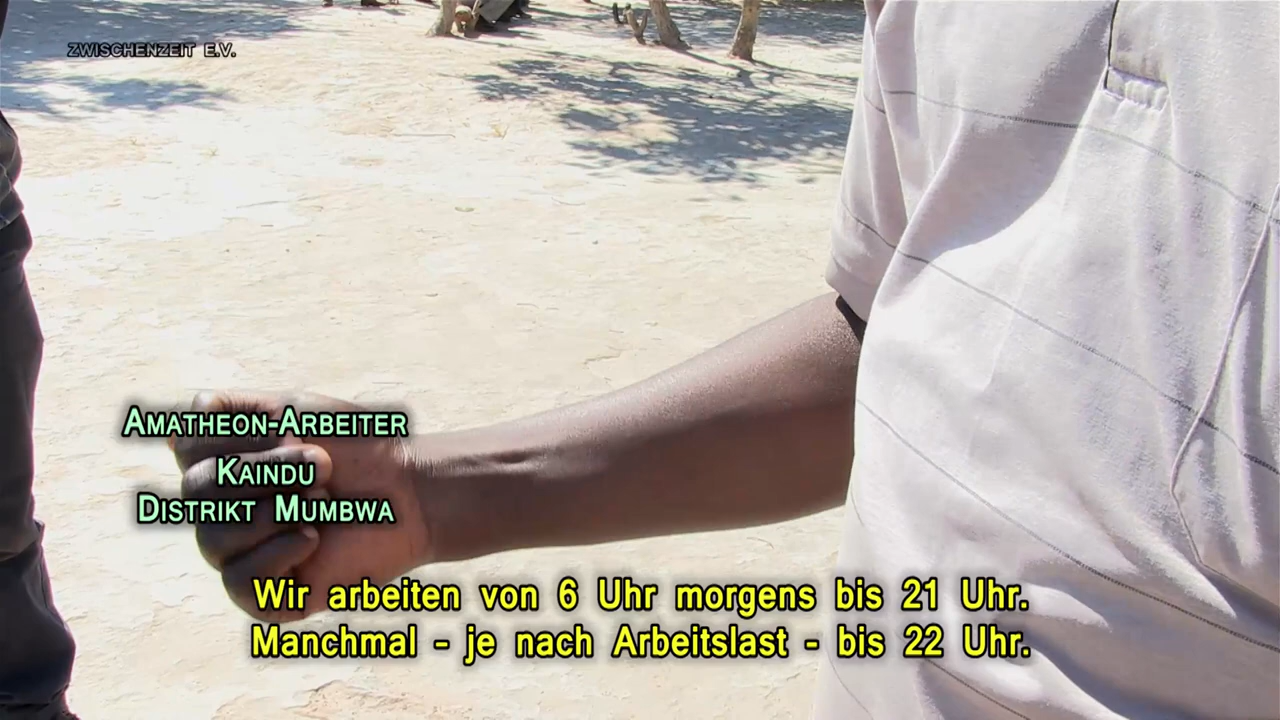 ZWISCHENZEIT E.V.
AMATHEON-ARBEITER
KAINDU
DISTRIKT MUMBWA
Wir arbeiten von 6 Uhr morgens bis 21 Uhr.
Manchmal - je nach Arbeitslast - bis 22 Uhr.